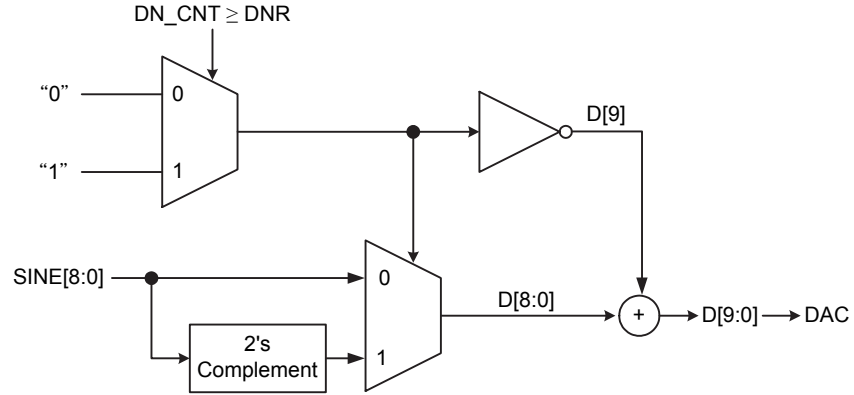 DN_CNT ≥ DNR
“0”
0
“1”
1
D[9]
SINE[8:0]
0
D[8:0]
+
D[9:0]
DAC
2's
Complement
1